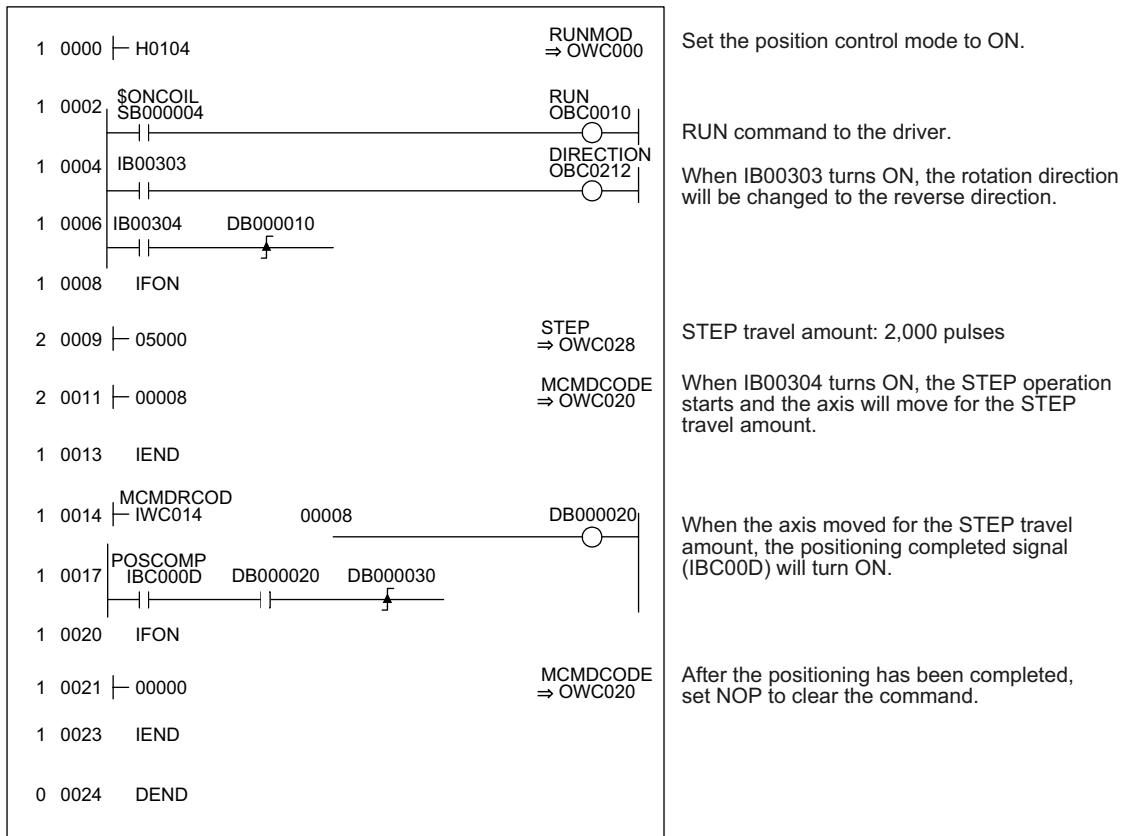 RUNMOD
1 0000 H0104 ⇒ OWC000
Set the position control mode to ON.
$ONCOIL RUN
1 0002 SB000004 OBC0010
RUN command to the driver.
DIRECTION
1 0004 IB00303 OBC0212
When IB00303 turns ON, the rotation direction
will be changed to the reverse direction.
1 0006 IB00304 DB000010
1 0008 IFON
STEP
2 0009 05000 ⇒ OWC028
STEP travel amount: 2,000 pulses
MCMDCODE
2 0011 00008 ⇒ OWC020
When IB00304 turns ON, the STEP operation
starts and the axis will move for the STEP
travel amount.
1 0013 IEND
MCMDRCOD
1 0014 IWC014 00008 DB000020
When the axis moved for the STEP travel
amount, the positioning completed signal
(IBC00D) will turn ON.
POSCOMP
1 0017 IBC000D DB000020 DB000030
1 0020 IFON
MCMDCODE
1 0021 00000 ⇒ OWC020
After the positioning has been completed,
set NOP to clear the command.
1 0023 IEND
0 0024 DEND